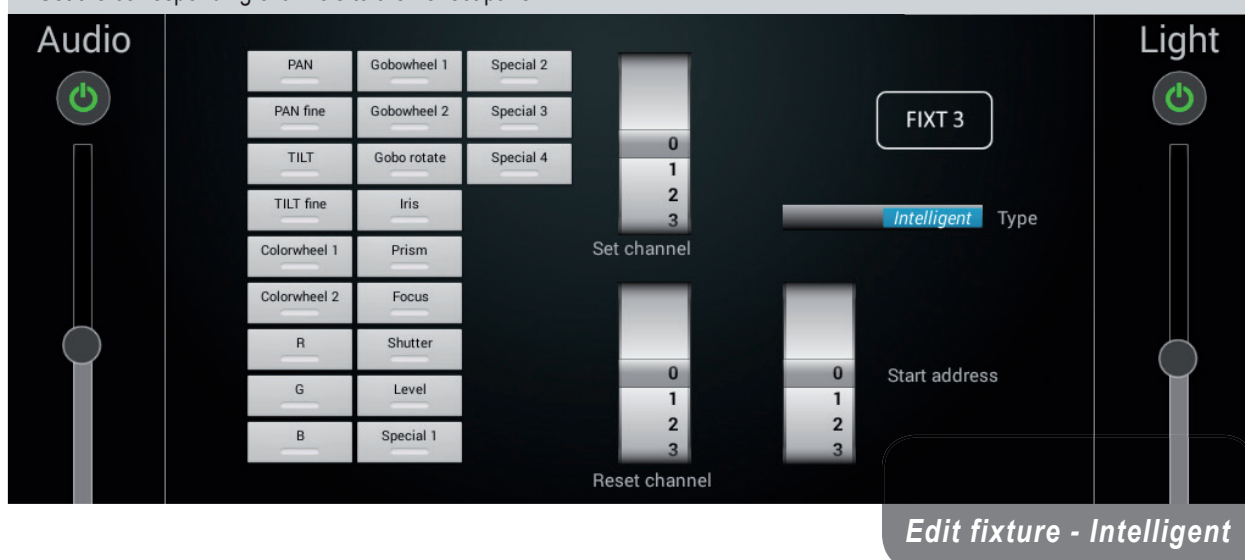 Audio
Light
PAN
Gobowheel 1
Special 2
PAN fine
Gobowheel 2
Special 3
TILT
Gobo rotate
Special 4
TILT fine
Iris
Colorwheel 1
Prism
Colorwheel 2
Focus
R
Shutter
G
Level
B
Special 1
0
1
2
3
Set channel
FIXT 3
Intelligent Type
0
1
2
3
Reset channel
0
1
2
3
Start address
Edit fixture - Intelligent